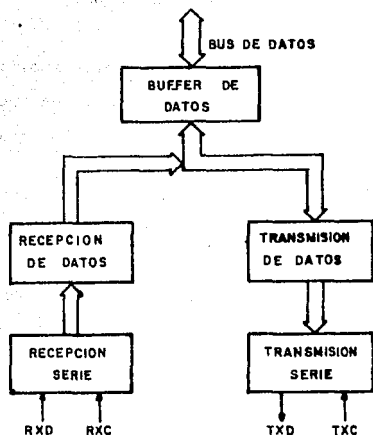 BUS DE DATOS
BUFFER DE
DATOS
RECEPCION
DE DATOS
TRANSMISION
DE DATOS
RECEPCION
SERIE
TRANSMISION
SERIE
RXD RXC TXD TXC